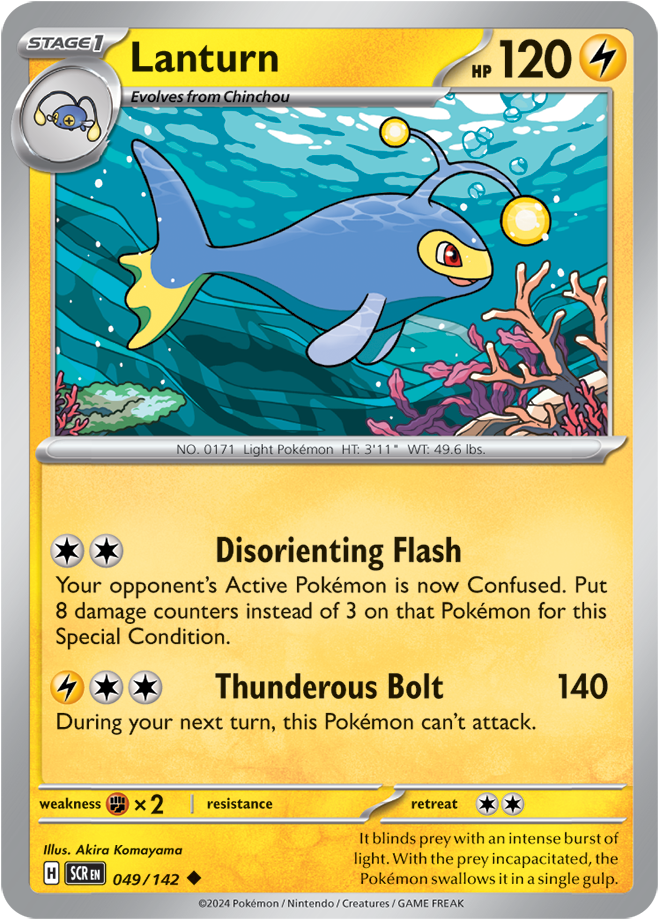 STAGE 1
Lanturn
HP 120
Evolves from Chinchou
NO. 0171 Light Pokémon HT: 3'11" WT: 49.6 lbs.
Disorienting Flash
Your opponent's Active Pokémon is now Confused. Put
8 damage counters instead of 3 on that Pokémon for this
Special Condition.
Thunderous Bolt 140
During your next turn, this Pokémon can't attack.
weakness ×2 resistance retreat
Illus. Akira Komayama
H SCR EN 049/142
It blinds prey with an intense burst of
light. With the prey incapacitated, the
Pokémon swallows it in a single gulp.
©2024 Pokémon / Nintendo / Creatures / GAME FREAK